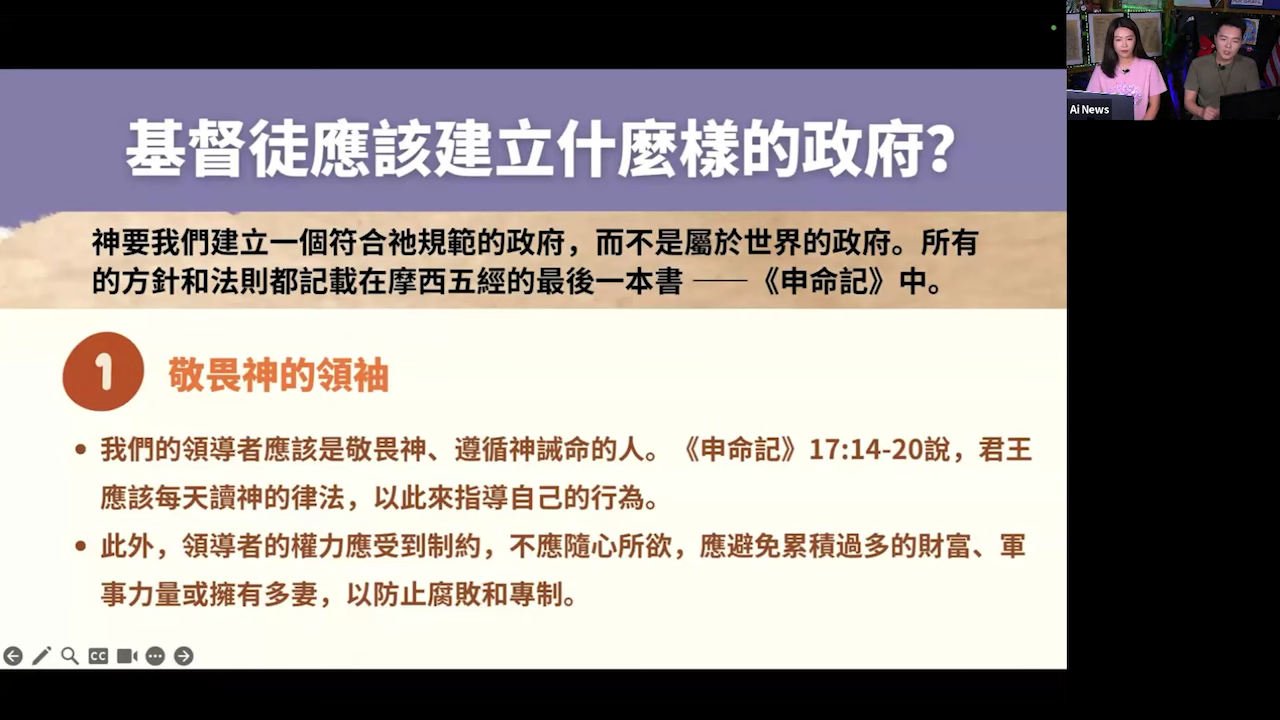 基督徒應該建立什麼樣的政府?
神要我們建立一個符合祂規範的政府，而不是屬於世界的政府。所有
的方針和法則都記載在摩西五經的最後一本書 ——《申命記》中。
1
敬畏神的領袖
• 我們的領導者應該是敬畏神、遵循神誡命的人。《申命記》17:14-20說，君王
應該每天讀神的律法，以此來指導自己的行為。
• 此外，領導者的權力應受到制約，不應隨心所欲，應避免累積過多的財富、軍
事力量或擁有多妻，以防止腐敗和專制。
CC
Ai News